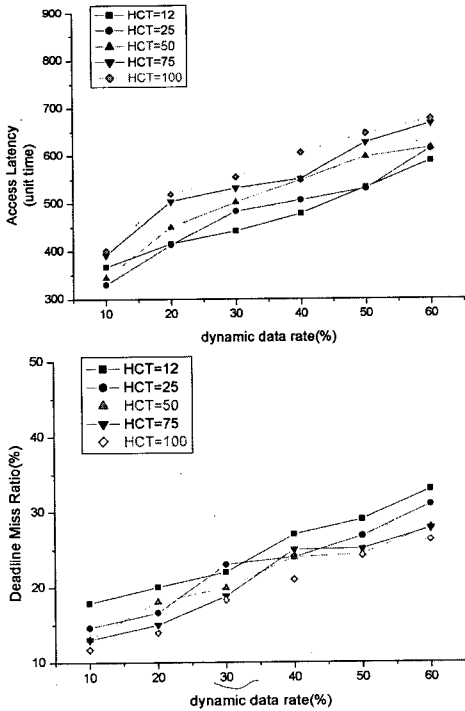 900
800
700
600
500
400
300
Access Latency
(unit time)
HCT=12
HCT=25
HCT=50
HCT=75
HCT=100
10 20 30 40 50 60
dynamic data rate(%)
50
40
30
20
10
Deadline Miss Ratio(%)
HCT=12
HCT=25
HCT=50
HCT=75
HCT=100
10 20 30 40 50 60
dynamic data rate(%)